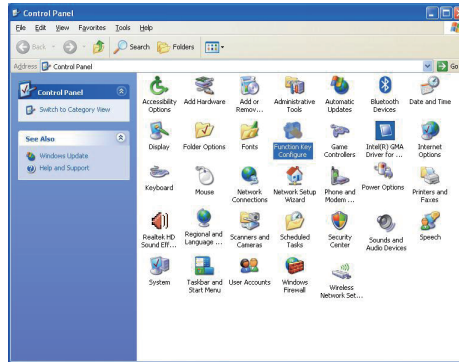 Control Panel
File Edit View Favorites Tools Help
Back Search Folders
Address Control Panel Go
Control Panel
Switch to Category View
See Also
Windows Update
Help and Support
Accessibility Options
Add Hardware
Add or Remov...
Administrative Tools
Automatic Updates
Bluetooth Devices
Date and Time
Display
Folder Options
Fonts
Function Key Configure
Game Controllers
Intel(R) GMA Driver for ...
Internet Options
Keyboard
Mouse
Network Connections
Network Setup Wizard
Phone and Modem ...
Power Options
Printers and Faxes
Realtek HD Sound Eff...
Regional and Language ...
Scanners and Cameras
Scheduled Tasks
Security Center
Sounds and Audio Devices
Speech
System
Taskbar and Start Menu
User Accounts
Windows Firewall
Wireless Network Set...